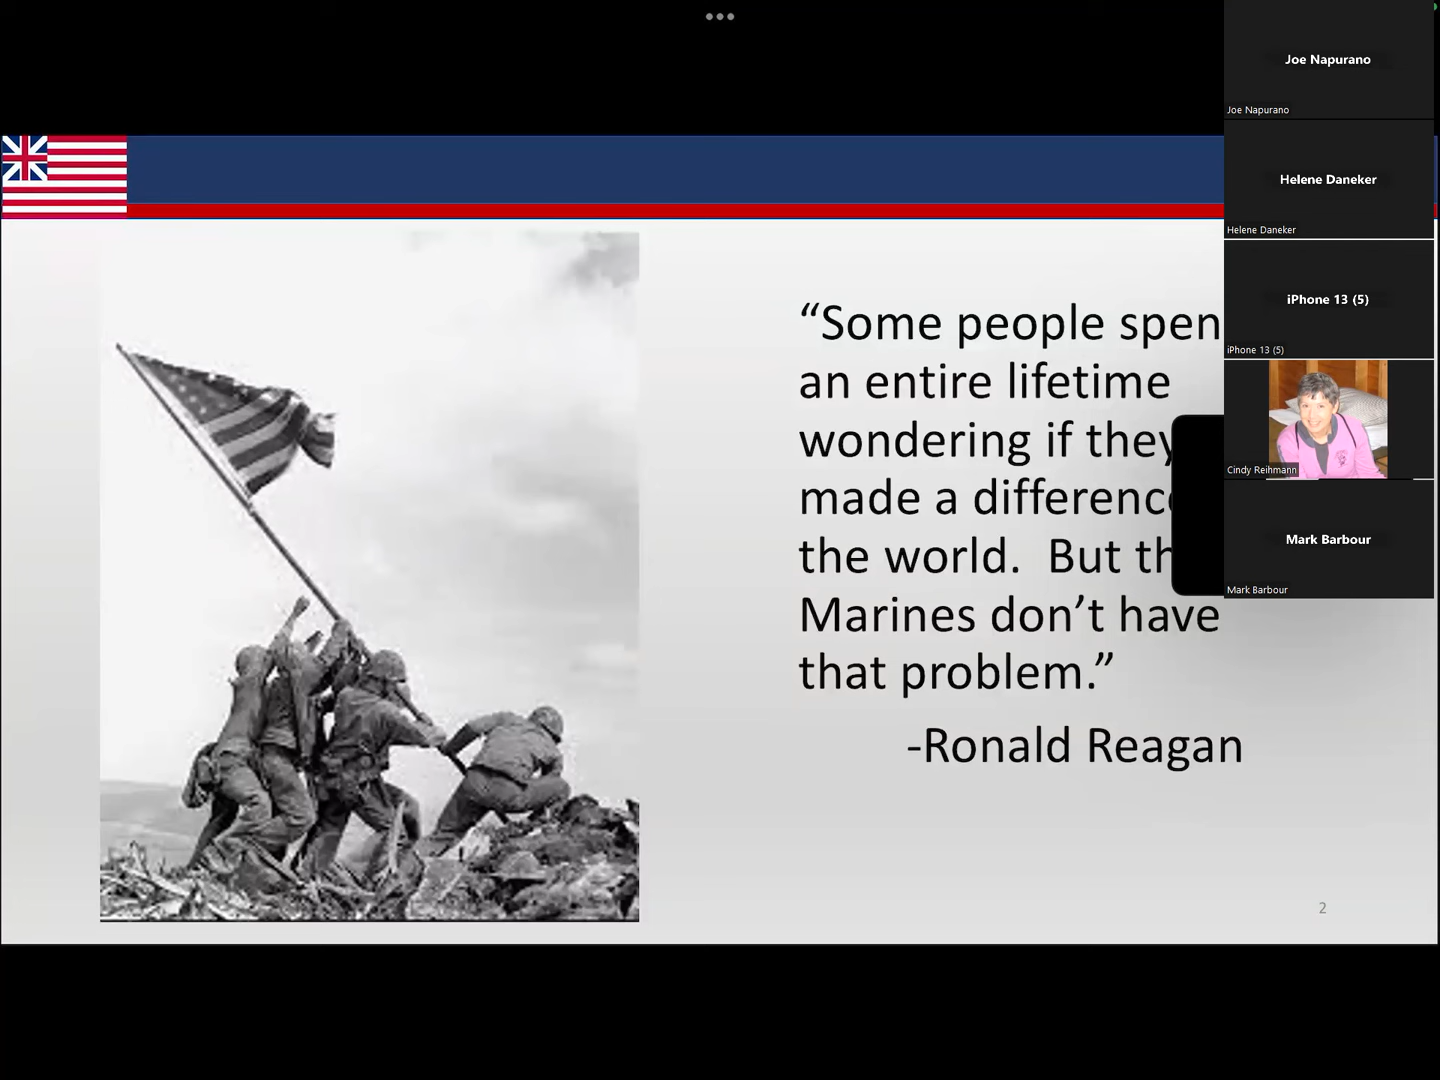 “Some people spen
an entire lifetime
wondering if they
made a differenc
the world.  But th
Marines don’t have
that problem.”
-Ronald Reagan
2
Joe Napurano
Joe Napurano
Helene Daneker
Helene Daneker
iPhone 13 (5)
iPhone 13 (5)
Cindy Reihmann
Mark Barbour
Mark Barbour